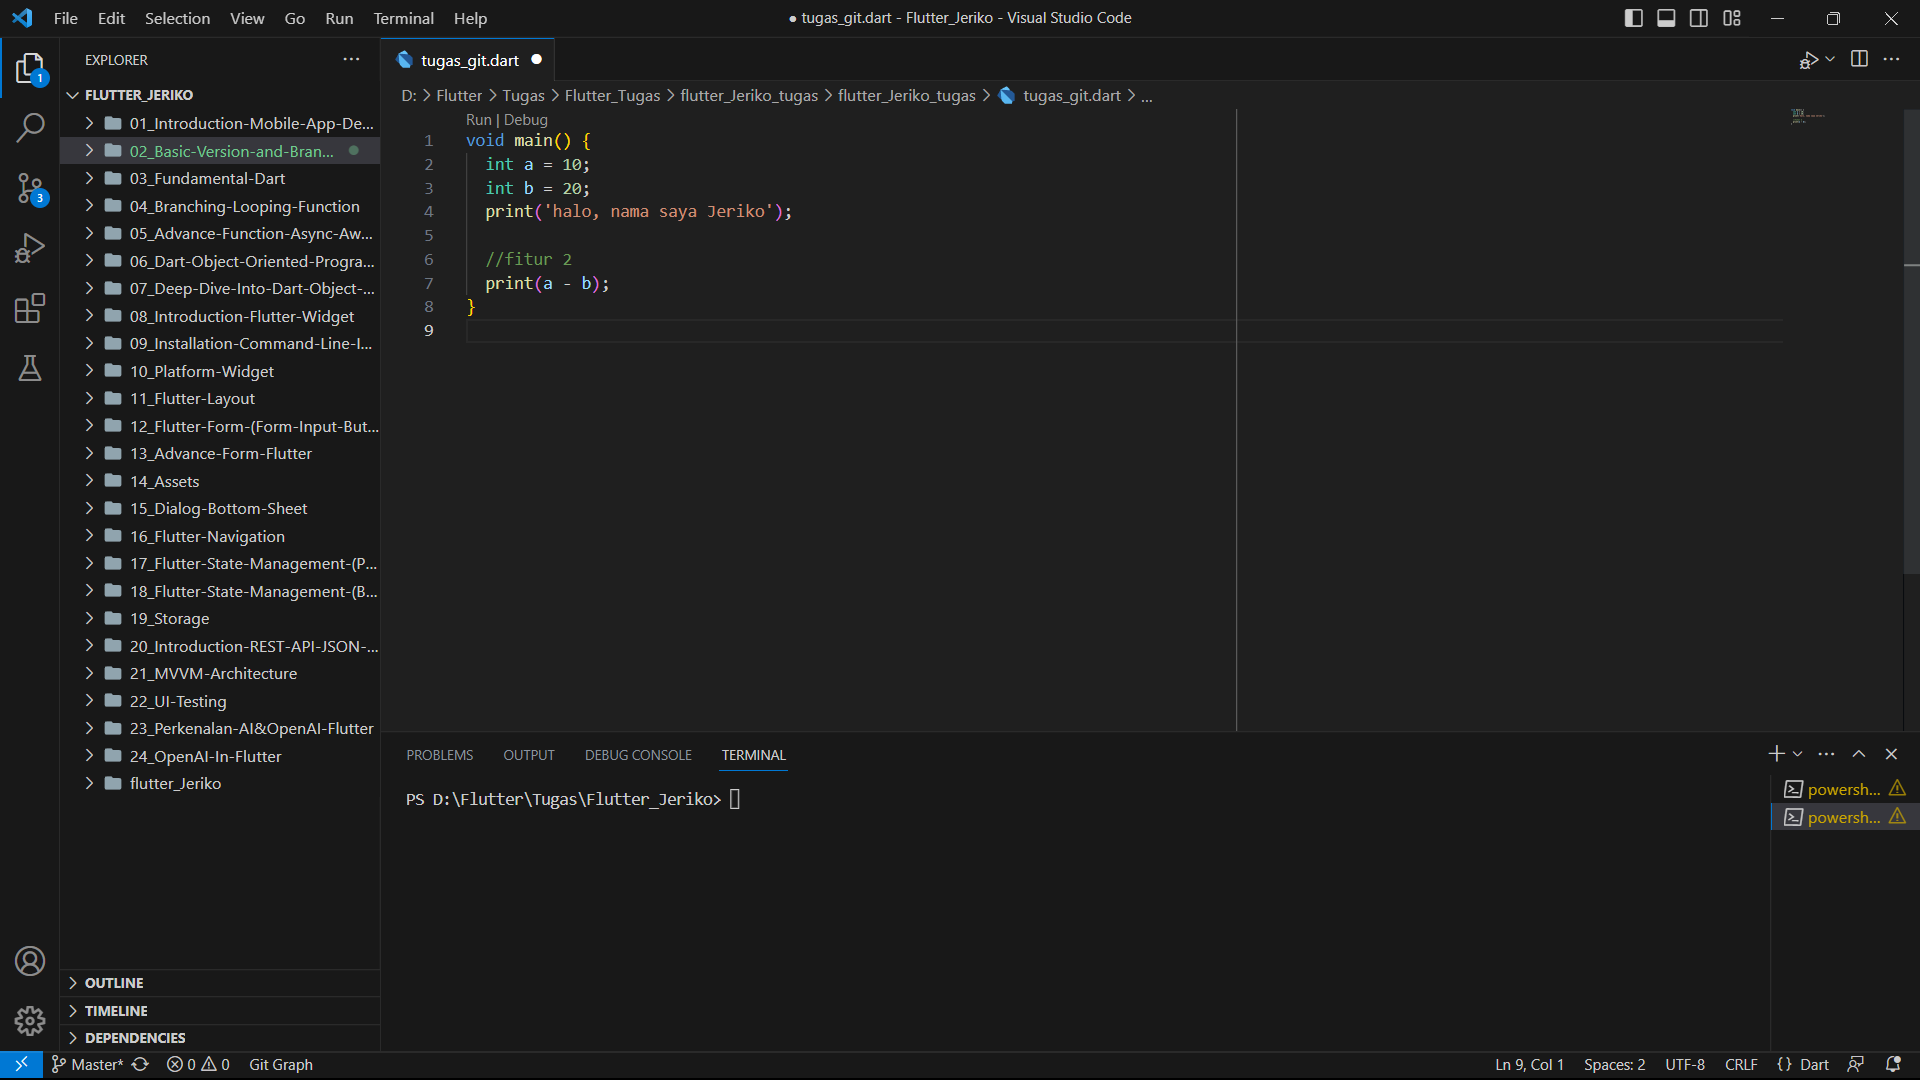 File Edit Selection View Go Run Terminal Help
● tugas_git.dart - Flutter_Jeriko - Visual Studio Code
EXPLORER
FLUTTER_JERIKO
01_Introduction-Mobile-App-De...
02_Basic-Version-and-Bran...
03_Fundamental-Dart
04_Branching-Looping-Function
05_Advance-Function-Async-Aw...
06_Dart-Object-Oriented-Progra...
07_Deep-Dive-Into-Dart-Object-...
08_Introduction-Flutter-Widget
09_Installation-Command-Line-I...
10_Platform-Widget
11_Flutter-Layout
12_Flutter-Form-(Form-Input-But...
13_Advance-Form-Flutter
14_Assets
15_Dialog-Bottom-Sheet
16_Flutter-Navigation
17_Flutter-State-Management-(P...
18_Flutter-State-Management-(B...
19_Storage
20_Introduction-REST-API-JSON-...
21_MVVM-Architecture
22_UI-Testing
23_Perkenalan-AI&OpenAI-Flutter
24_OpenAI-In-Flutter
flutter_Jeriko
OUTLINE
TIMELINE
DEPENDENCIES
1
3
tugas_git.dart
D: > Flutter > Tugas > Flutter_Tugas > flutter_Jeriko_tugas > flutter_Jeriko_tugas > tugas_git.dart > ...
Run | Debug
1 void main() {
2 int a = 10;
3 int b = 20;
4 print('halo, nama saya Jeriko');
5
6 //fitur 2
7 print(a - b);
8 }
9
PROBLEMS OUTPUT DEBUG CONSOLE TERMINAL
PS D:\Flutter\Tugas\Flutter_Jeriko>
powersh...
powersh...
Master* 0 0 Git Graph
Ln 9, Col 1 Spaces: 2 UTF-8 CRLF {} Dart